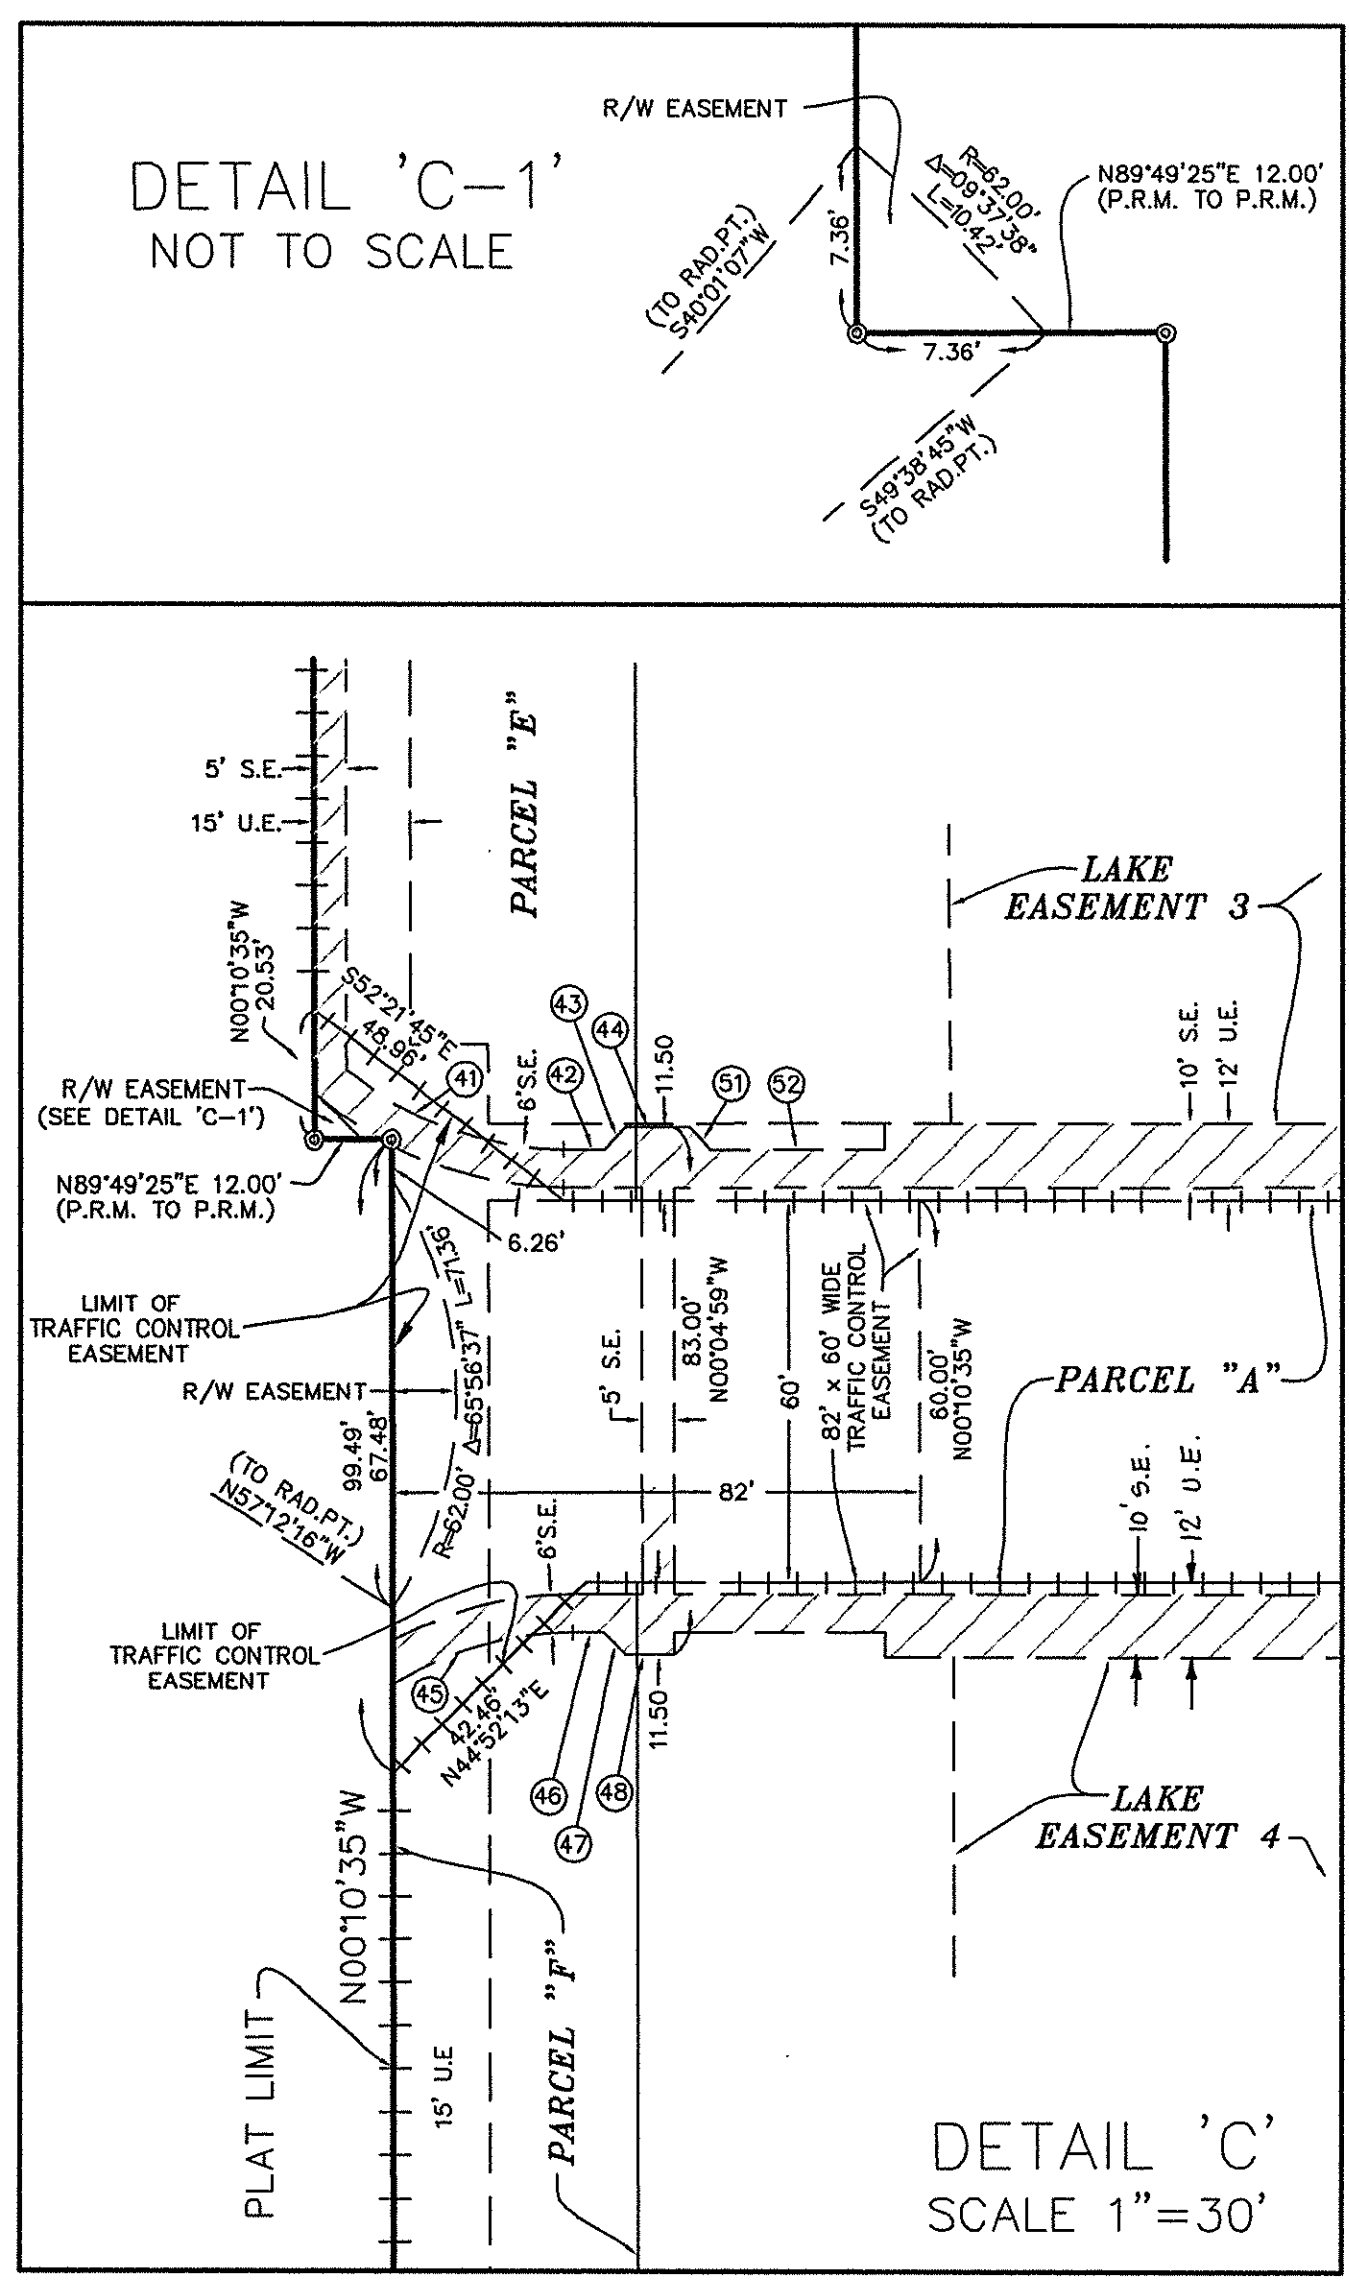 DETAIL 'C-1'
NOT TO SCALE
R/W EASEMENT
R=62.00'
Δ=09°37'38"
L=10.42'
N89°49'25"E 12.00'
(P.R.M. TO P.R.M.)
7.36'
(TO RAD.PT.)
S40°01'07"W
7.36'
S49°38'45"W
(TO RAD.PT.)
5' S.E.
15' U.E.
PARCEL "E"
LAKE
EASEMENT 3
N00°10'35"W
20.53'
S52°21'45"E
48.96'
41
6'S.E.
42
43
44
11.50
51
52
10' S.E.
12' U.E.
R/W EASEMENT
(SEE DETAIL 'C-1')
N89°49'25"E 12.00'
(P.R.M. TO P.R.M.)
6.26'
LIMIT OF
TRAFFIC CONTROL
EASEMENT
R/W EASEMENT
99.49'
67.48'
R=62.00' Δ=65°56'37" L=71.36'
5' S.E.
83.00'
N00°04'59"W
60'
82' x 60' WIDE
TRAFFIC CONTROL
EASEMENT
60.00'
N00°10'35"W
PARCEL "A"
82'
(TO RAD.PT.)
N57°12'16"W
6'S.E.
10' S.E.
12' U.E.
LIMIT OF
TRAFFIC CONTROL
EASEMENT
45
42.46'
N44°52'13"E
46
47
48
11.50
LAKE
EASEMENT 4
N00°10'35"W
PLAT LIMIT
15' U.E
PARCEL "F"
DETAIL 'C'
SCALE 1"=30'